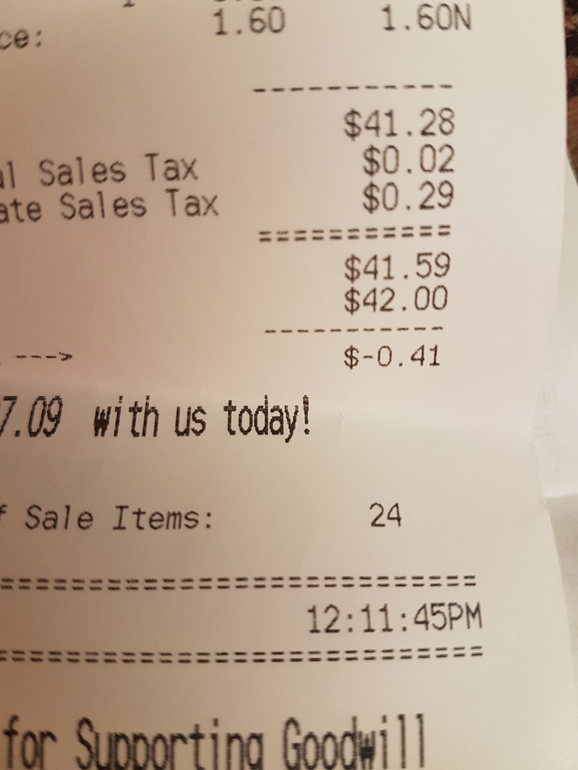 ce: 1.60 1.60N
-----------
$41.28
al Sales Tax $0.02
ate Sales Tax $0.29
===========
$41.59
$42.00
-----------
---> $-0.41
7.09 with us today!
f Sale Items: 24
===========================
12:11:45PM
===========================
for Supporting Goodwill